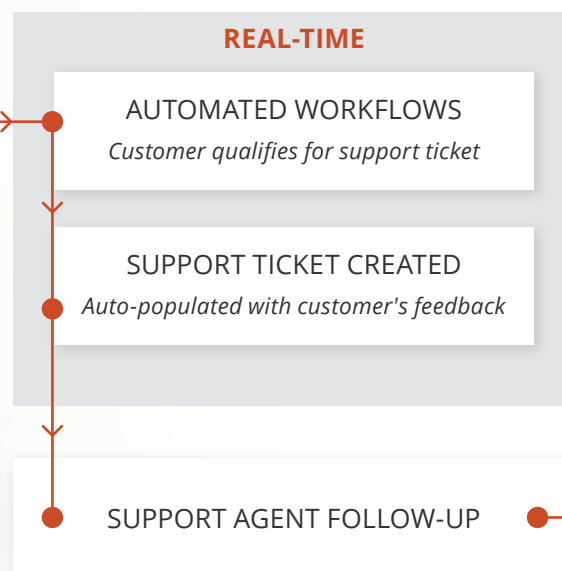 REAL-TIME
AUTOMATED WORKFLOWS
Customer qualifies for support ticket
SUPPORT TICKET CREATED
Auto-populated with customer's feedback
SUPPORT AGENT FOLLOW-UP